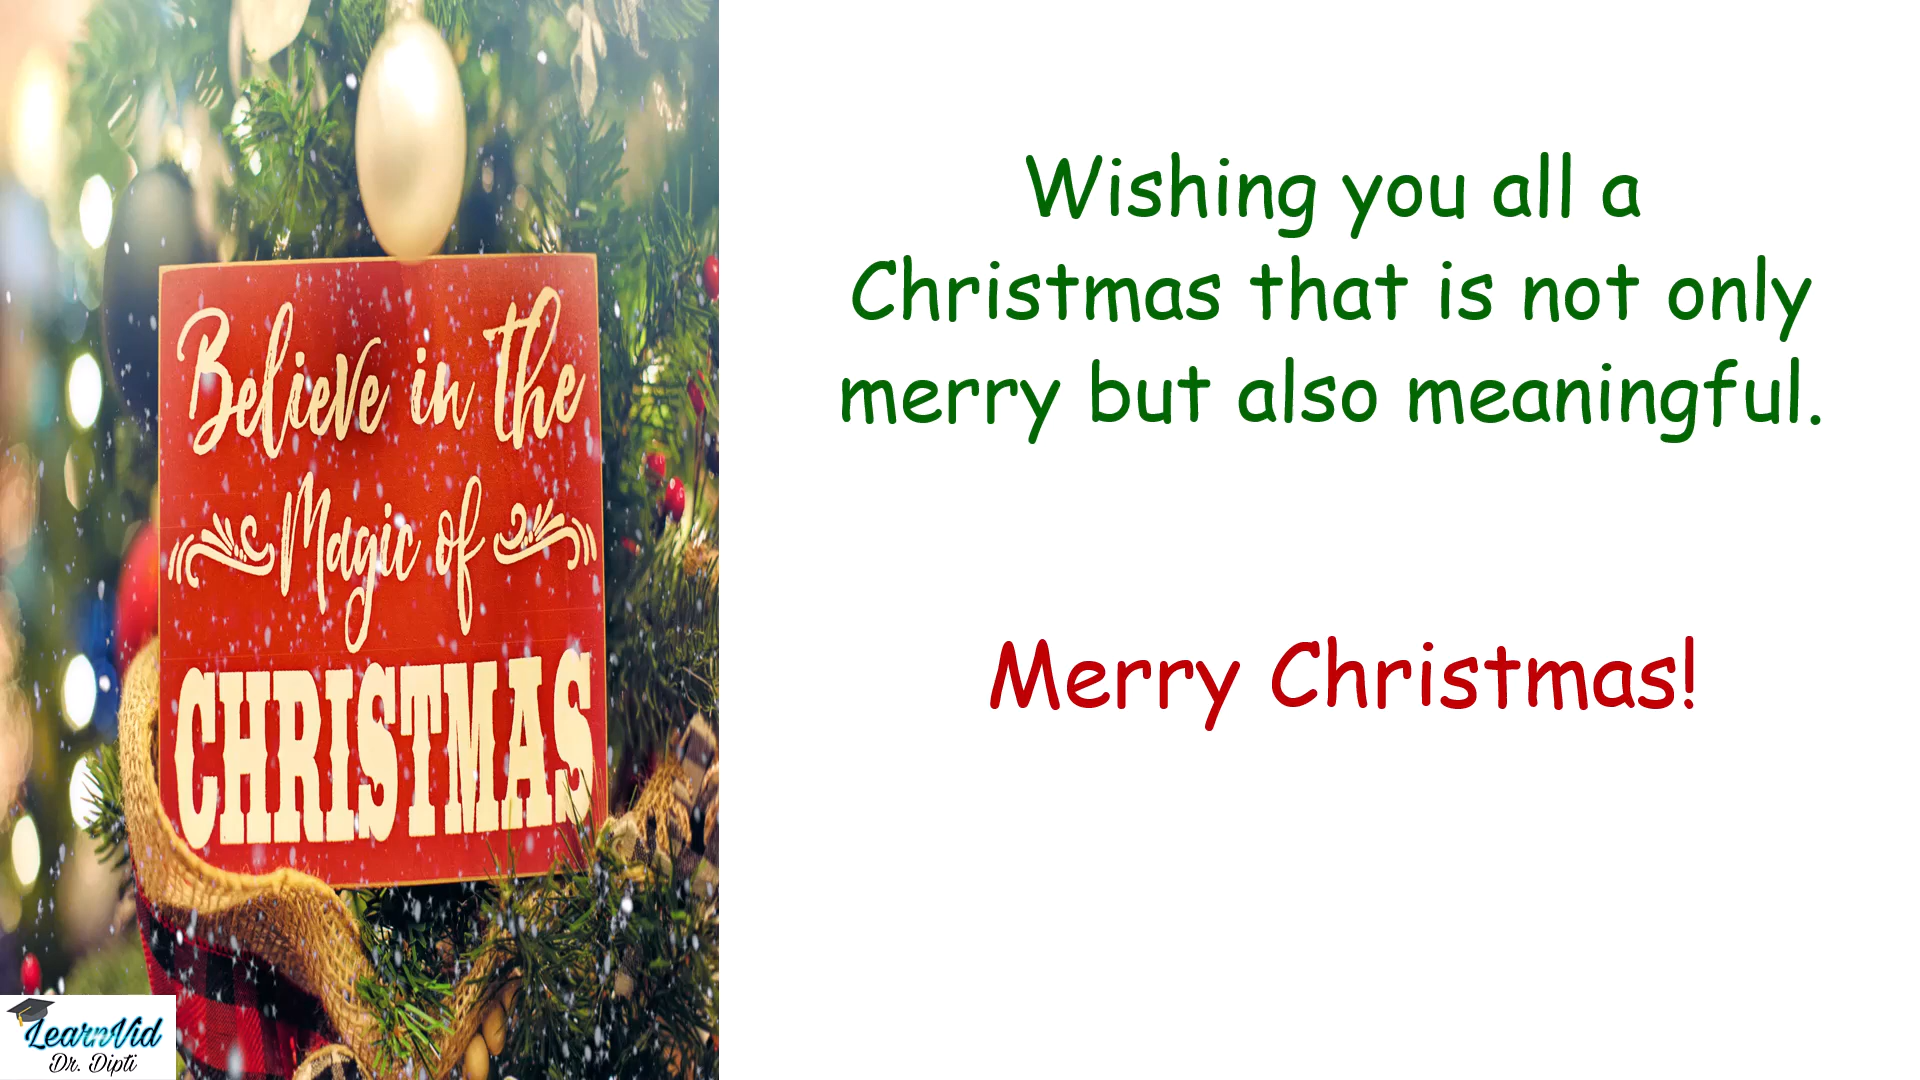 Believe in the
Magic of
CHRISTMAS
Wishing you all a
Christmas that is not only
merry but also meaningful.
Merry Christmas!
LearnVid
Dr. Dipti